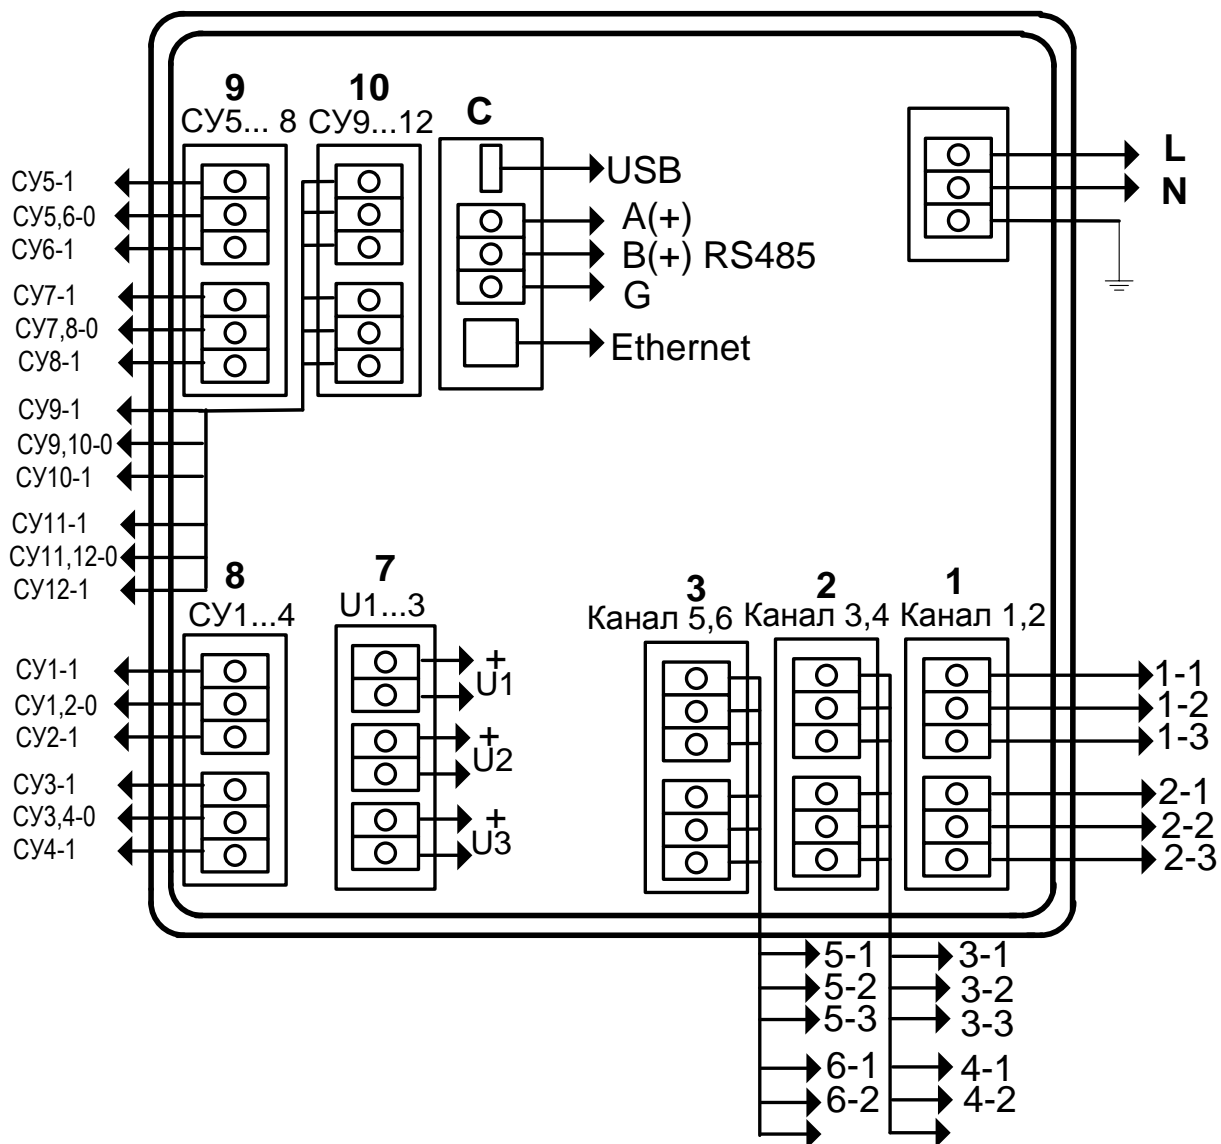 9
СУ5... 8
10
СУ9...12
C
USB
A(+)
B(+) RS485
G
Ethernet
L
N
СУ5-1
СУ5,6-0
СУ6-1
СУ7-1
СУ7,8-0
СУ8-1
СУ9-1
СУ9,10-0
СУ10-1
СУ11-1
СУ11,12-0
СУ12-1
8
СУ1...4
СУ1-1
СУ1,2-0
СУ2-1
СУ3-1
СУ3,4-0
СУ4-1
7
U1...3
+
U1
+
U2
+
U3
3
Канал 5,6
2
Канал 3,4
1
Канал 1,2
1-1
1-2
1-3
2-1
2-2
2-3
5-1
5-2
5-3
6-1
6-2
3-1
3-2
3-3
4-1
4-2